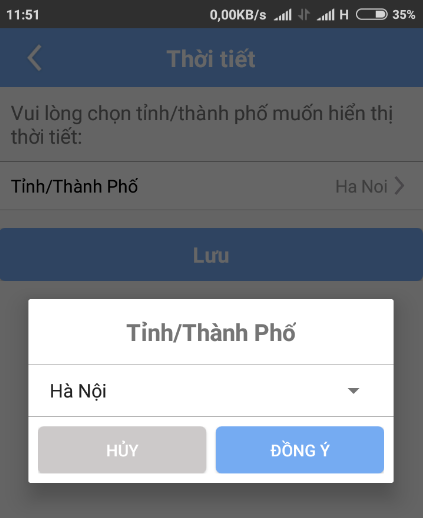 11:51 0,00KB/s H 35%
Thời tiết
Vui lòng chọn tỉnh/thành phố muốn hiển thị
thời tiết:
Tỉnh/Thành Phố Ha Noi
Lưu
Tỉnh/Thành Phố
Hà Nội
HỦY ĐỒNG Ý